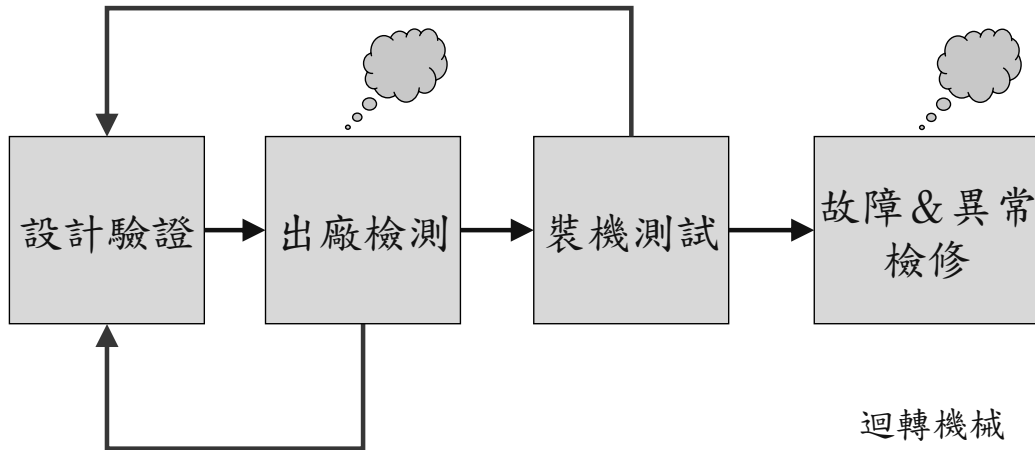 設計驗證
出廠檢測
裝機測試
故障&異常
檢修
迴轉機械